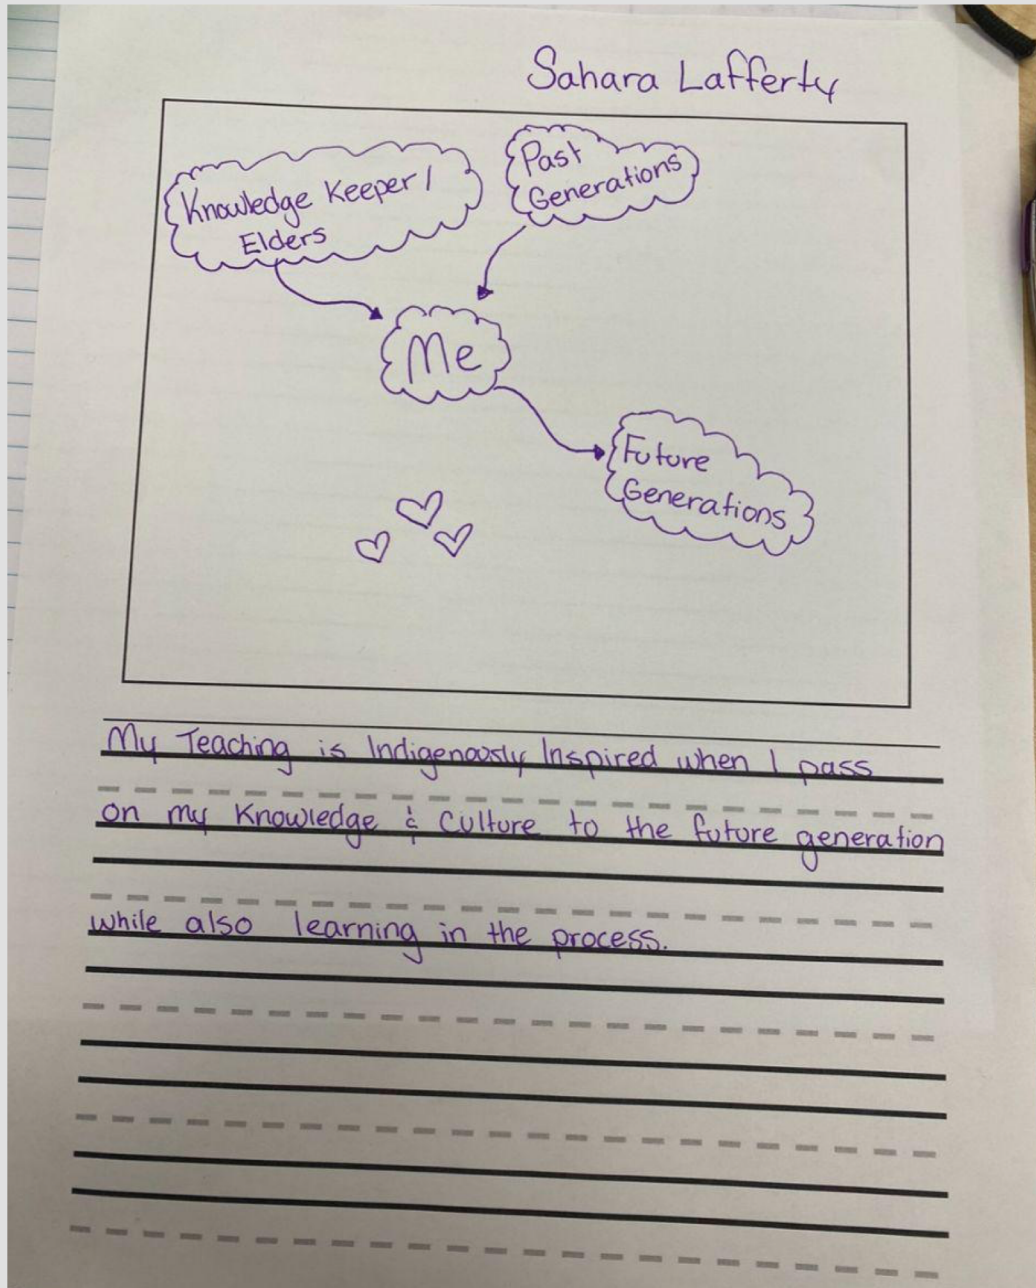 Sahara Lafferty
Knowledge Keeper /
Elders
Past
Generations
Me
Future
Generations
My Teaching is Indigenously Inspired when I pass
on my Knowledge & Culture to the future generation
while also learning in the process.